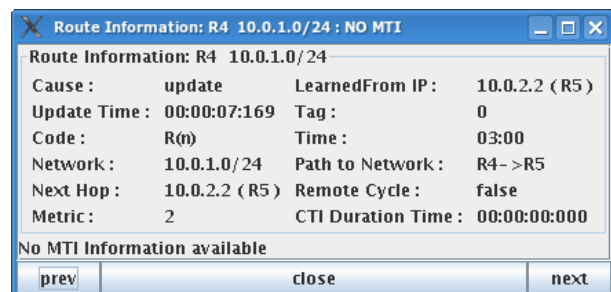 Route Information: R4 10.0.1.0/24 : NO MTI
Route Information: R4 10.0.1.0/24
Cause : update LearnedFrom IP : 10.0.2.2 ( R5 )
Update Time : 00:00:07:169 Tag : 0
Code : R(n) Time : 03:00
Network : 10.0.1.0/24 Path to Network : R4->R5
Next Hop : 10.0.2.2 ( R5 ) Remote Cycle : false
Metric : 2 CTI Duration Time : 00:00:00:000
No MTI Information available
prev close next